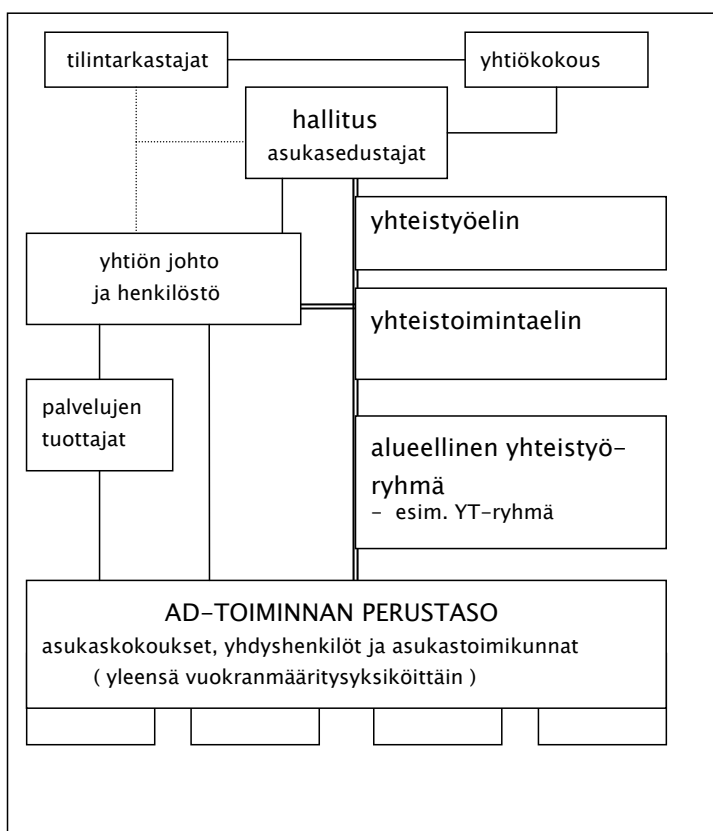 tilintarkastajat
yhtiökokous
hallitus
asukasedustajat
yhteistyöelin
yhtiön johto
ja henkilöstö
yhteistoimintaelin
palvelujen
tuottajat
alueellinen yhteistyö-
ryhmä
- esim. YT-ryhmä
AD-TOIMINNAN PERUSTASO
asukaskokoukset, yhdyshenkilöt ja asukastoimikunnat
( yleensä vuokranmääritysyksiköittäin )